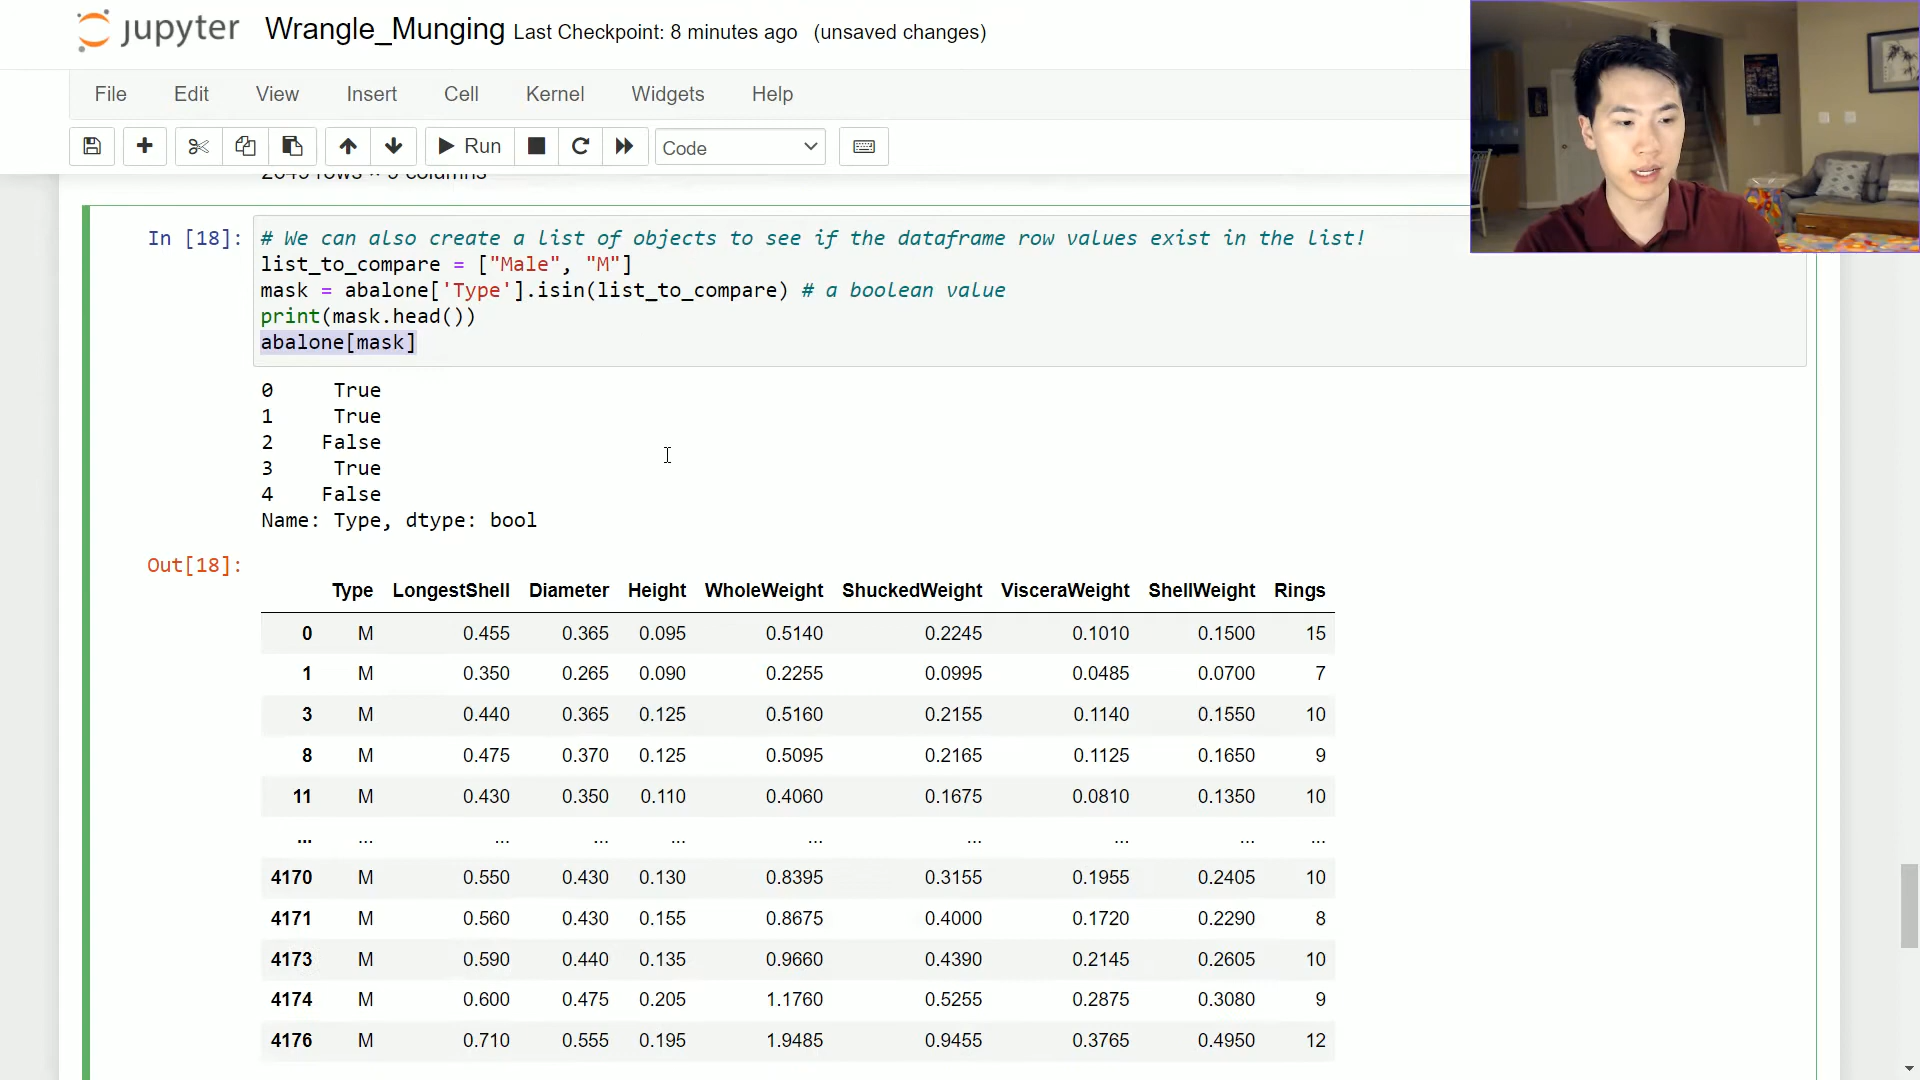 jupyter Wrangle_Munging Last Checkpoint: 8 minutes ago (unsaved changes)
File Edit View Insert Cell Kernel Widgets Help
Run Code
In [18]: # We can also create a list of objects to see if the dataframe row values exist in the list!
list_to_compare = ["Male", "M"]
mask = abalone['Type'].isin(list_to_compare) # a boolean value
print(mask.head())
abalone[mask]
0 True
1 True
2 False
3 True
4 False
Name: Type, dtype: bool
Out[18]:
Type LongestShell Diameter Height WholeWeight ShuckedWeight VisceraWeight ShellWeight Rings
0 M 0.455 0.365 0.095 0.5140 0.2245 0.1010 0.1500 15
1 M 0.350 0.265 0.090 0.2255 0.0995 0.0485 0.0700 7
3 M 0.440 0.365 0.125 0.5160 0.2155 0.1140 0.1550 10
8 M 0.475 0.370 0.125 0.5095 0.2165 0.1125 0.1650 9
11 M 0.430 0.350 0.110 0.4060 0.1675 0.0810 0.1350 10
... ... ... ... ... ... ... ... ... ...
4170 M 0.550 0.430 0.130 0.8395 0.3155 0.1955 0.2405 10
4171 M 0.560 0.430 0.155 0.8675 0.4000 0.1720 0.2290 8
4173 M 0.590 0.440 0.135 0.9660 0.4390 0.2145 0.2605 10
4174 M 0.600 0.475 0.205 1.1760 0.5255 0.2875 0.3080 9
4176 M 0.710 0.555 0.195 1.9485 0.9455 0.3765 0.4950 12